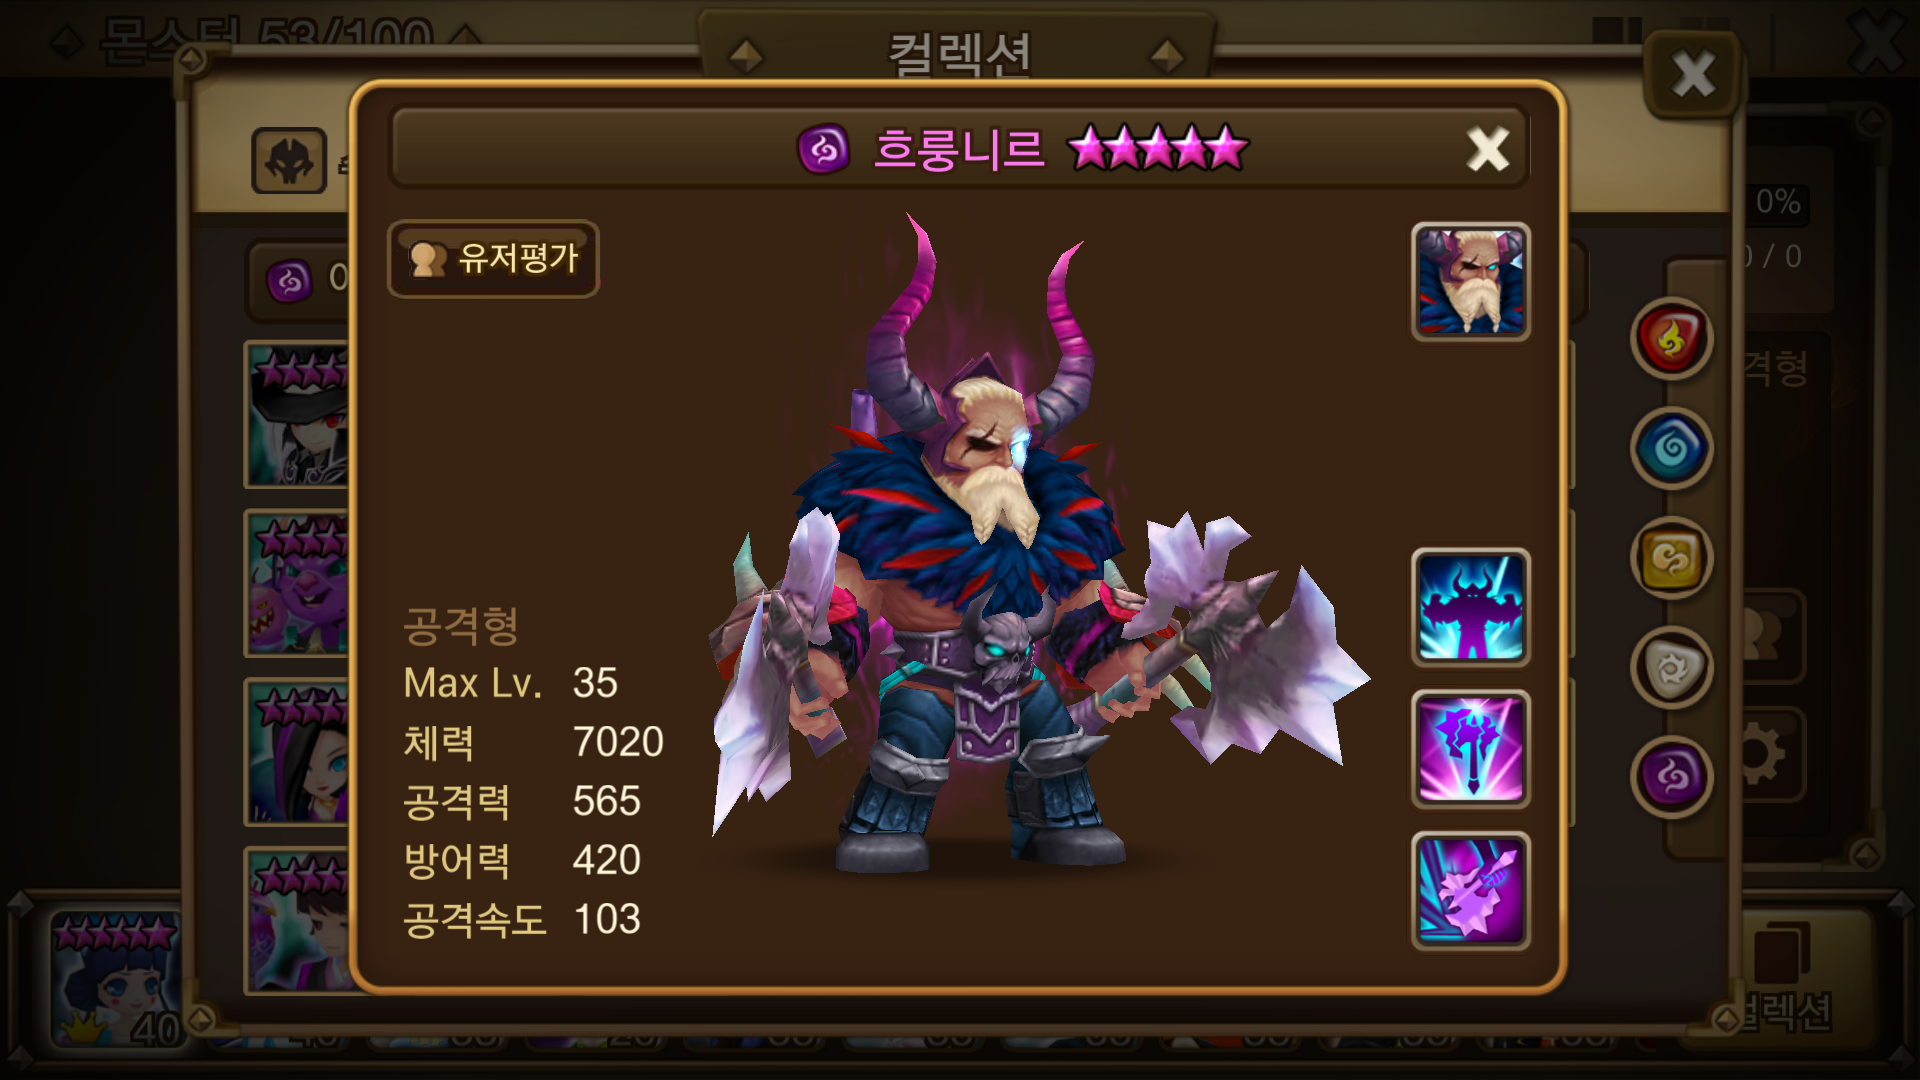 몬스터 53/100
컬렉션
흐룽니르
유저평가
0%
0 / 0
격형
공격형
Max Lv. 35
체력 7020
공격력 565
방어력 420
공격속도 103
40
컬렉션